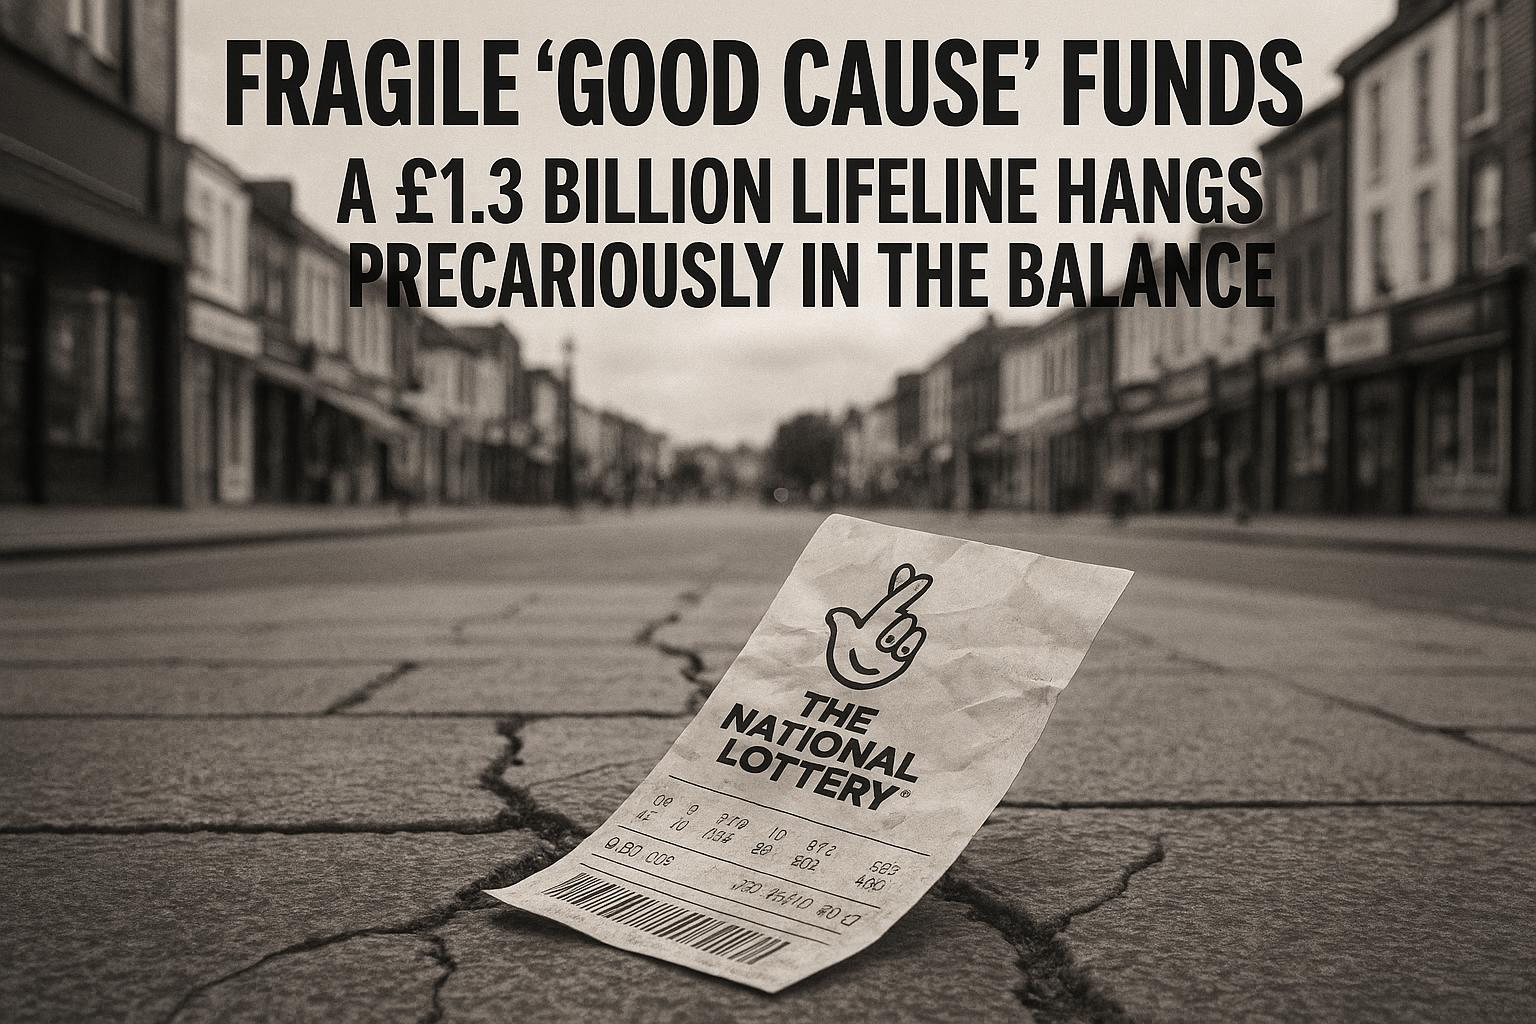 FRAGILE ‘GOOD CAUSE’ FUNDS
A £1.3 BILLION LIFELINE HANGS
PRECARIOUSLY IN THE BALANCE
THE
NATIONAL
LOTTERY®